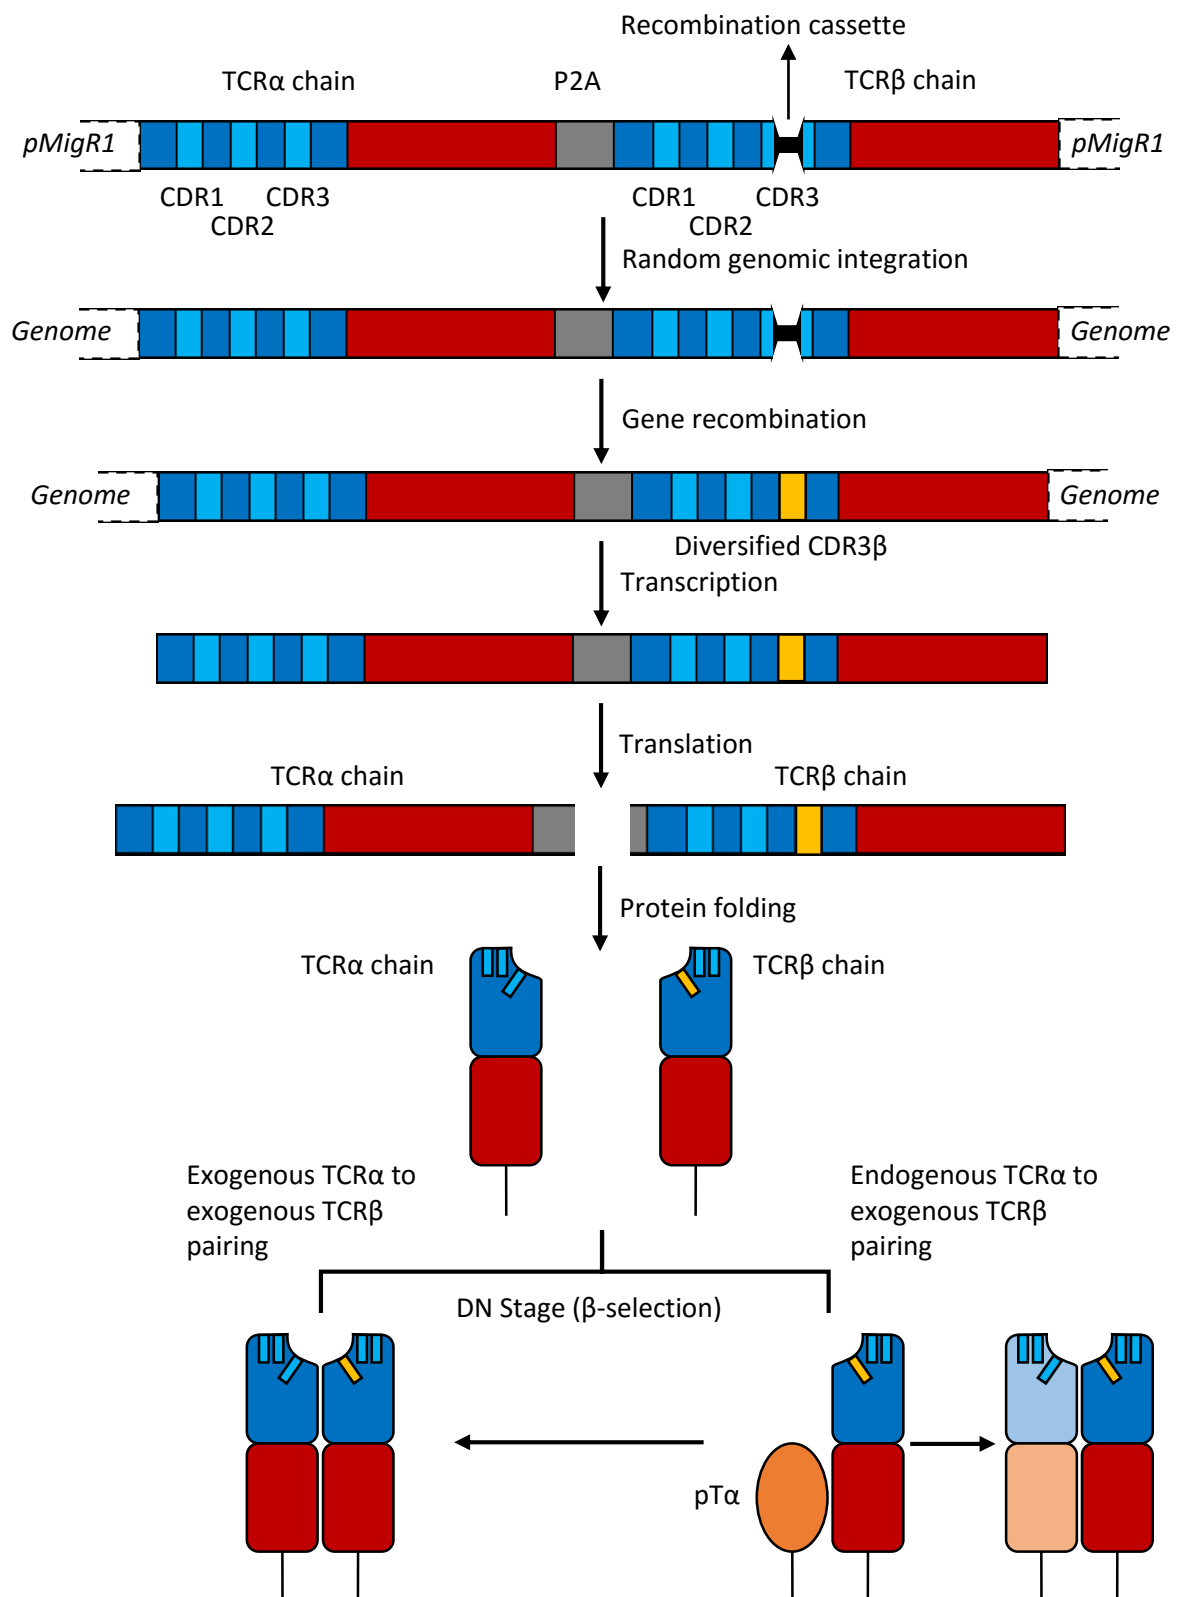 Recombination cassette
TCRα chain
P2A
TCRβ chain
pMigR1
pMigR1
CDR1
CDR3
CDR1
CDR3
CDR2
CDR2
Random genomic integration
Genome
Genome
Gene recombination
Genome
Genome
Diversified CDR3β
Transcription
Translation
TCRα chain
TCRβ chain
Protein folding
TCRα chain
TCRβ chain
Exogenous TCRα to
exogenous TCRβ
pairing
Endogenous TCRα to
exogenous TCRβ
pairing
DN Stage (β-selection)
pTα